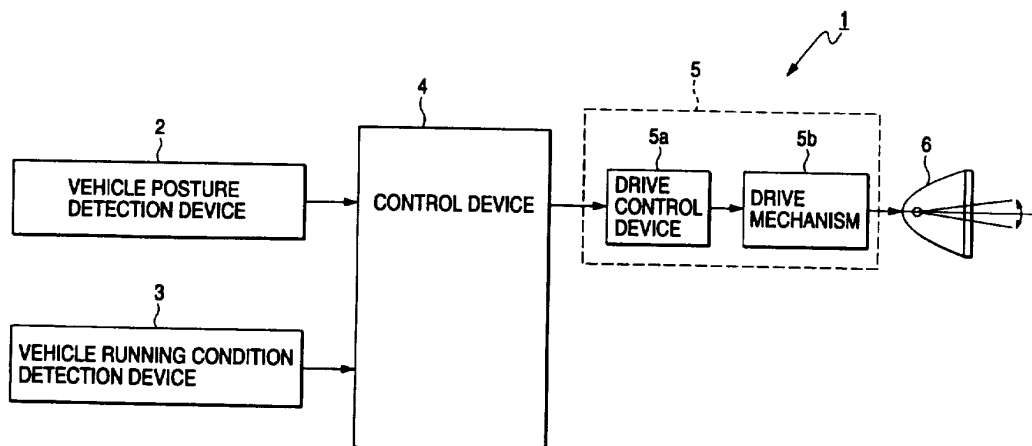 1
5
4
2
5a
5b
6
VEHICLE POSTURE
DETECTION DEVICE
CONTROL DEVICE
DRIVE
CONTROL
DEVICE
DRIVE
MECHANISM
3
VEHICLE RUNNING CONDITION
DETECTION DEVICE